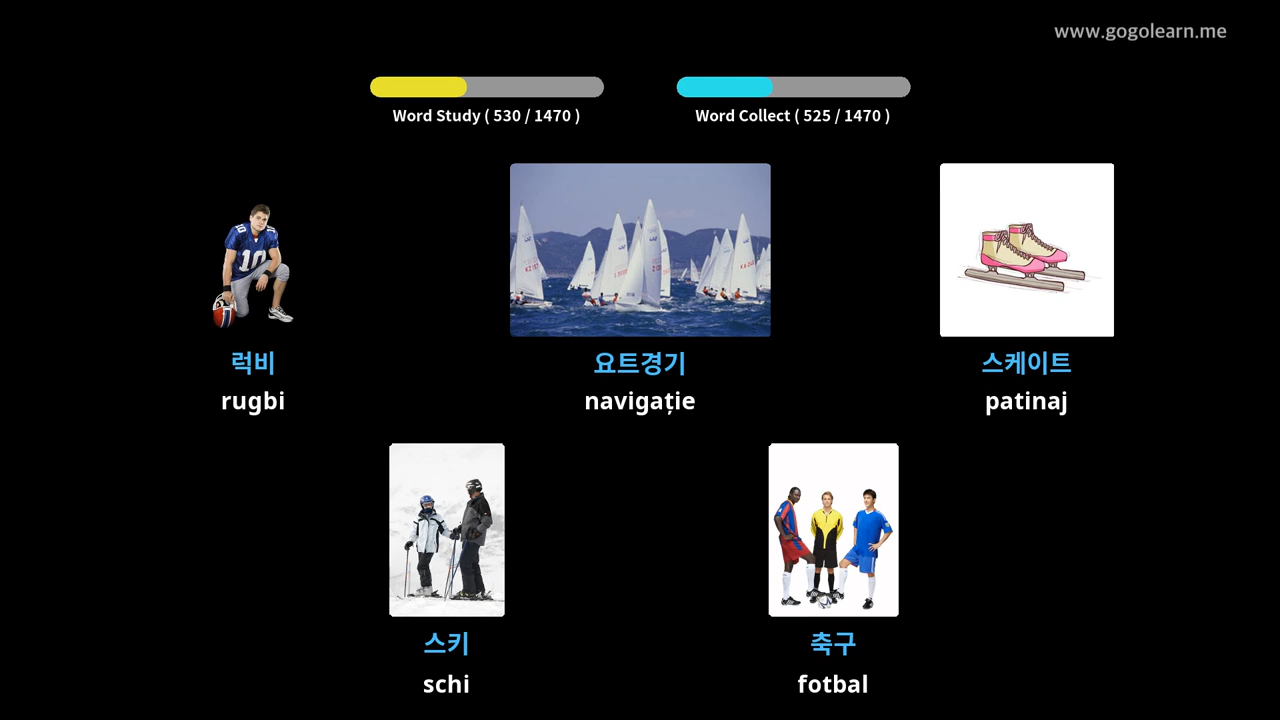 www.gogolearn.me
Word Study ( 530 / 1470 )
Word Collect ( 525 / 1470 )
럭비
rugbi
요트경기
navigație
스케이트
patinaj
스키
schi
축구
fotbal